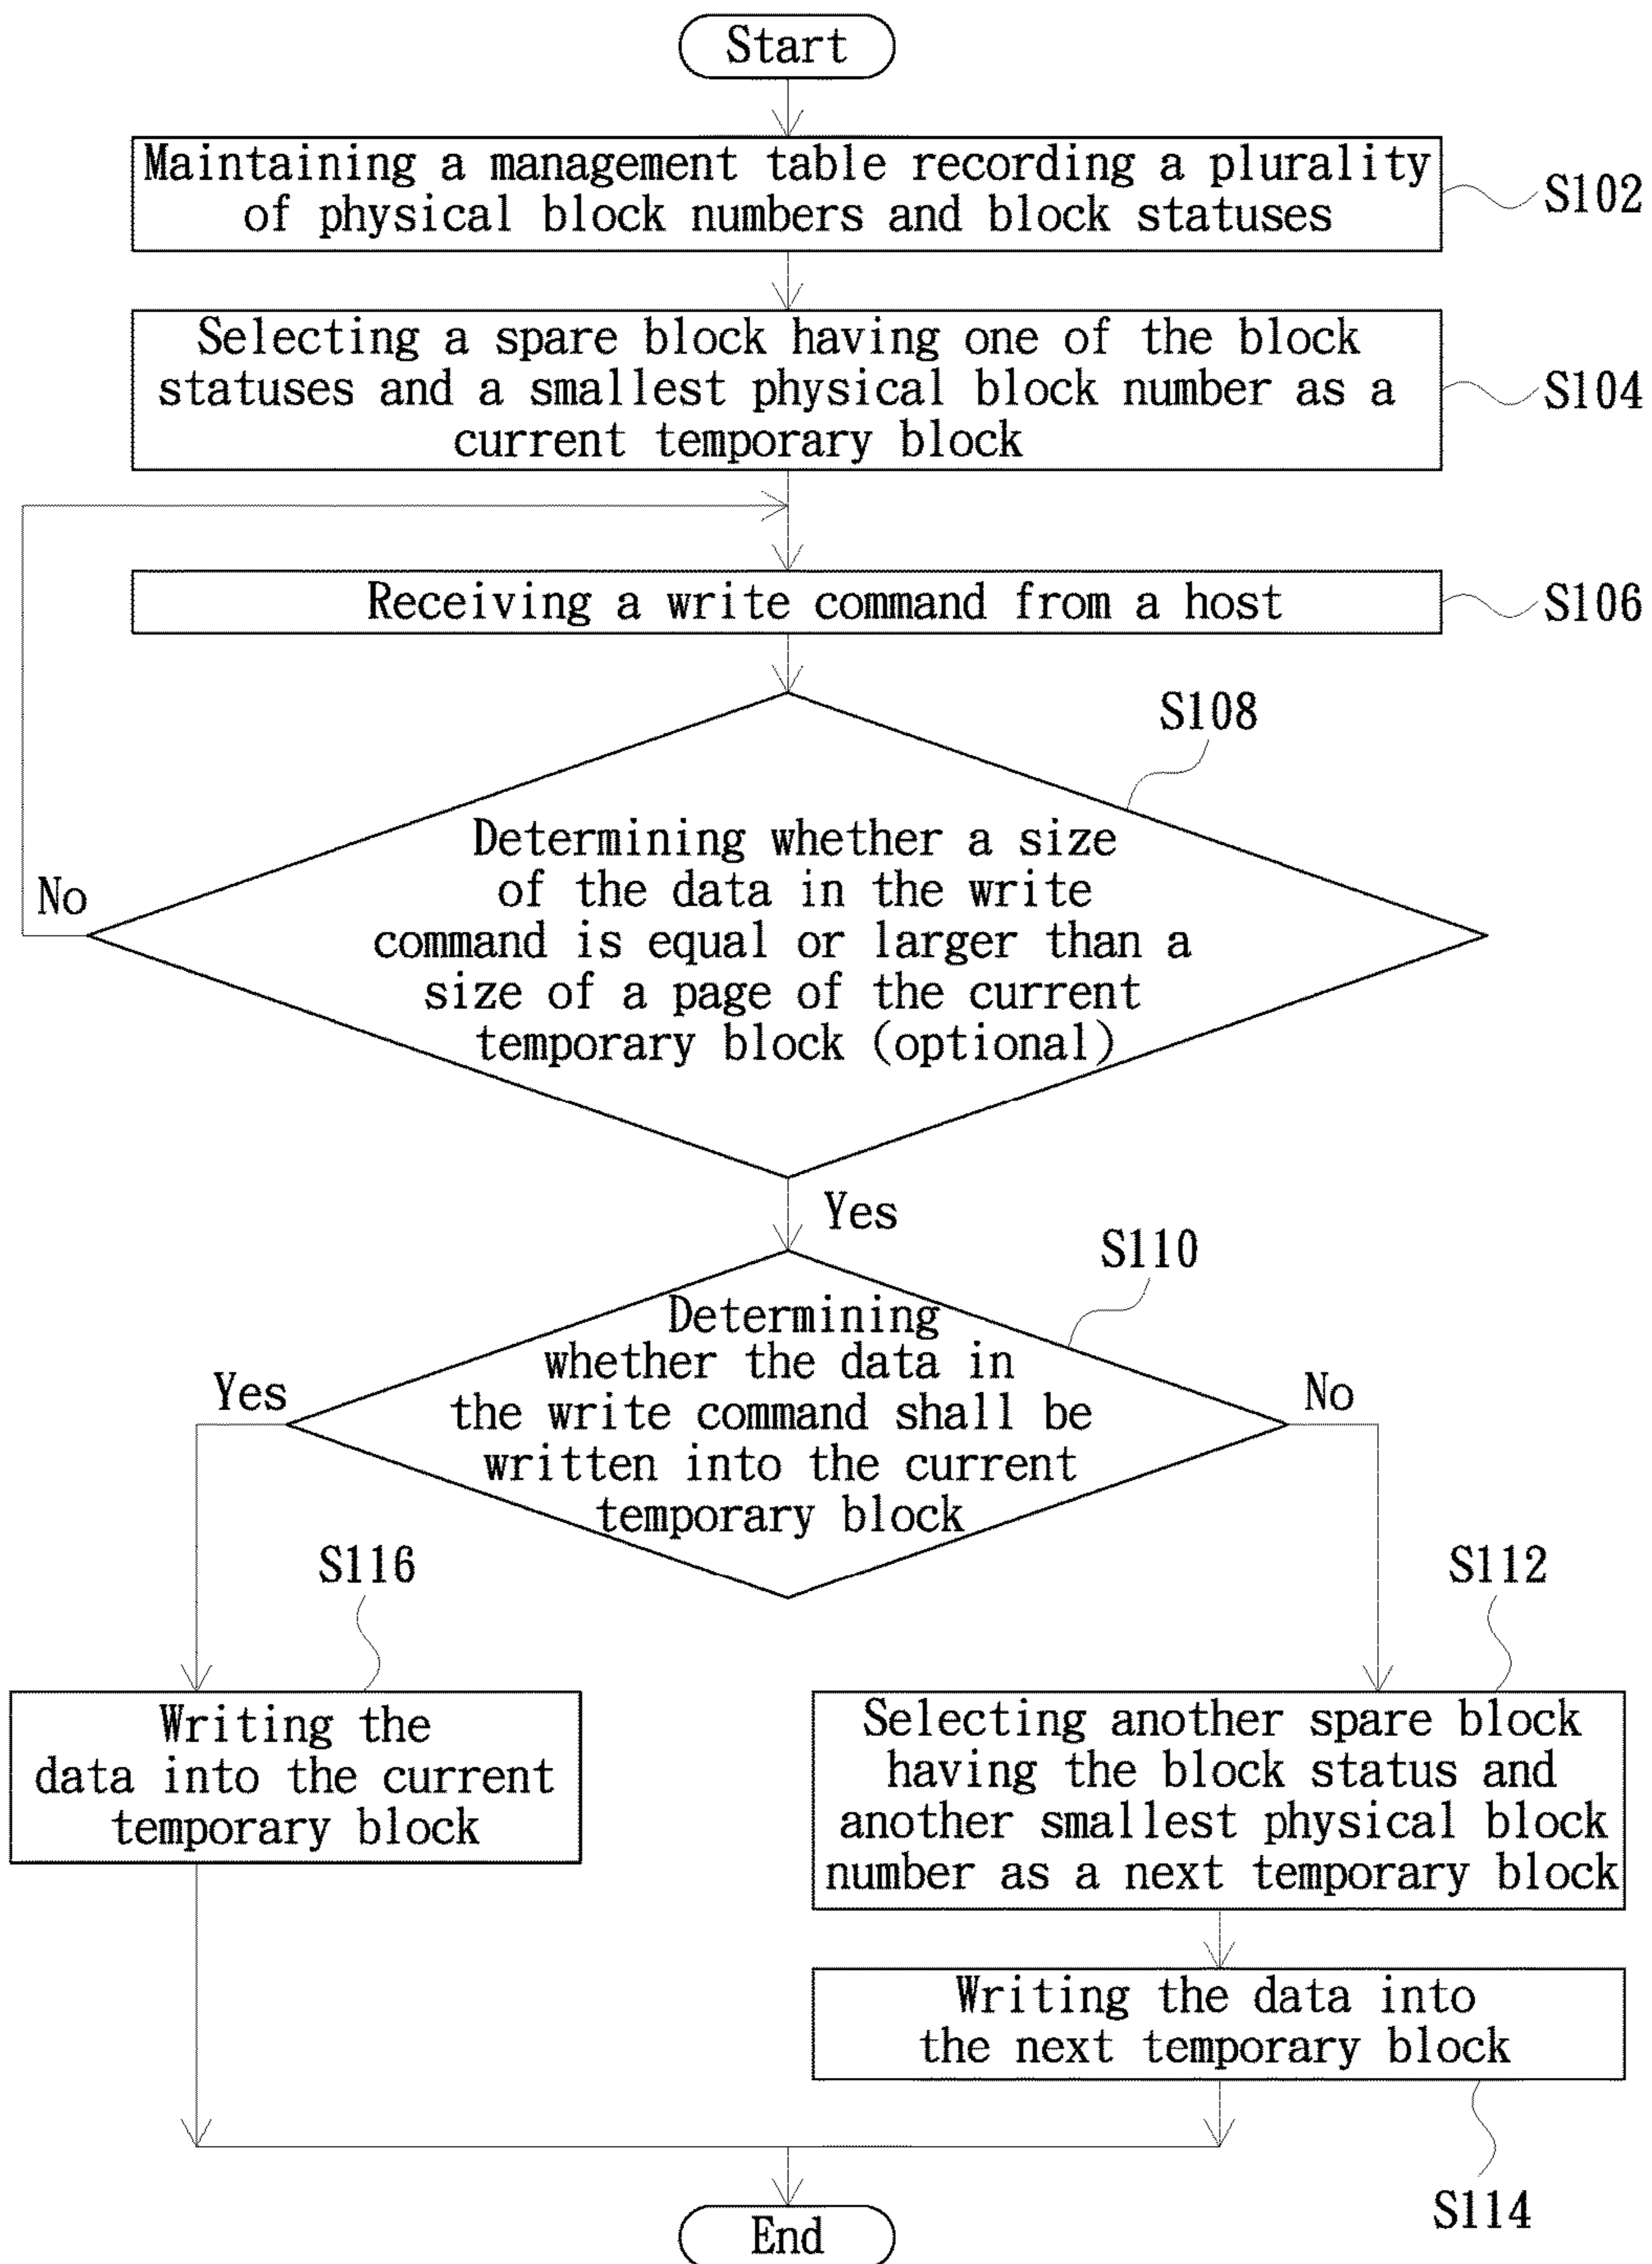 Start
Maintaining a management table recording a plurality
of physical block numbers and block statuses
S102
Selecting a spare block having one of the block
statuses and a smallest physical block number as a
current temporary block
S104
Receiving a write command from a host
S106
S108
Determining whether a size
of the data in the write
command is equal or larger than a
size of a page of the current
temporary block (optional)
No
Yes
S110
Determining
whether the data in
the write command shall be
written into the current
temporary block
Yes
No
S116
S112
Writing the
data into the current
temporary block
Selecting another spare block
having the block status and
another smallest physical block
number as a next temporary block
Writing the data into
the next temporary block
S114
End